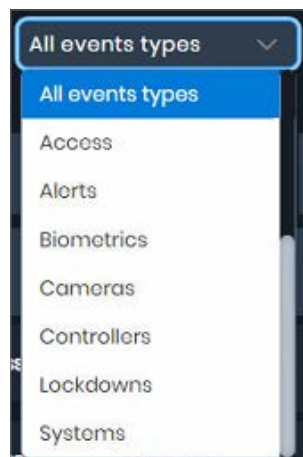 All events types
All events types
Access
Alerts
Biometrics
Cameras
Controllers
Lockdowns
Systems